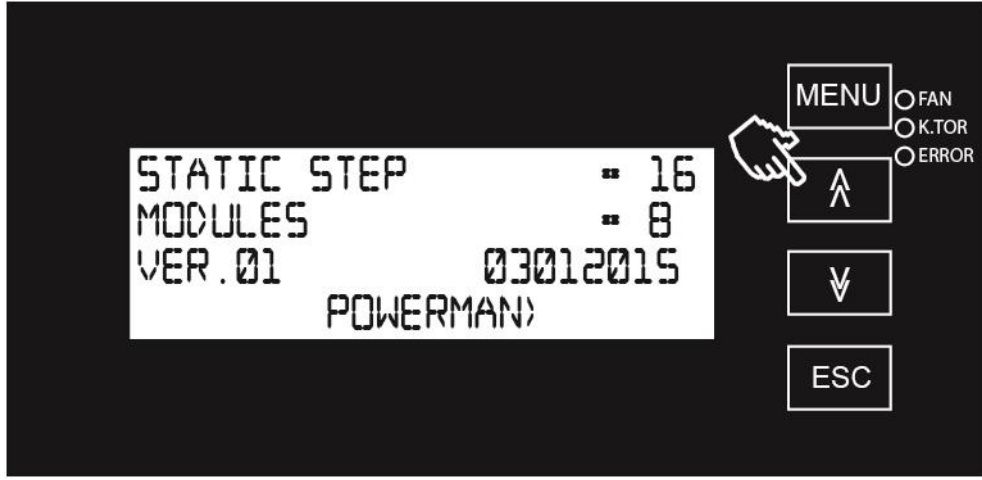 STATIC STEP = 16
MODULES = 8
VER.01 03012015
POWERMAN)
MENU
FAN
K.TOR
ERROR
ESC